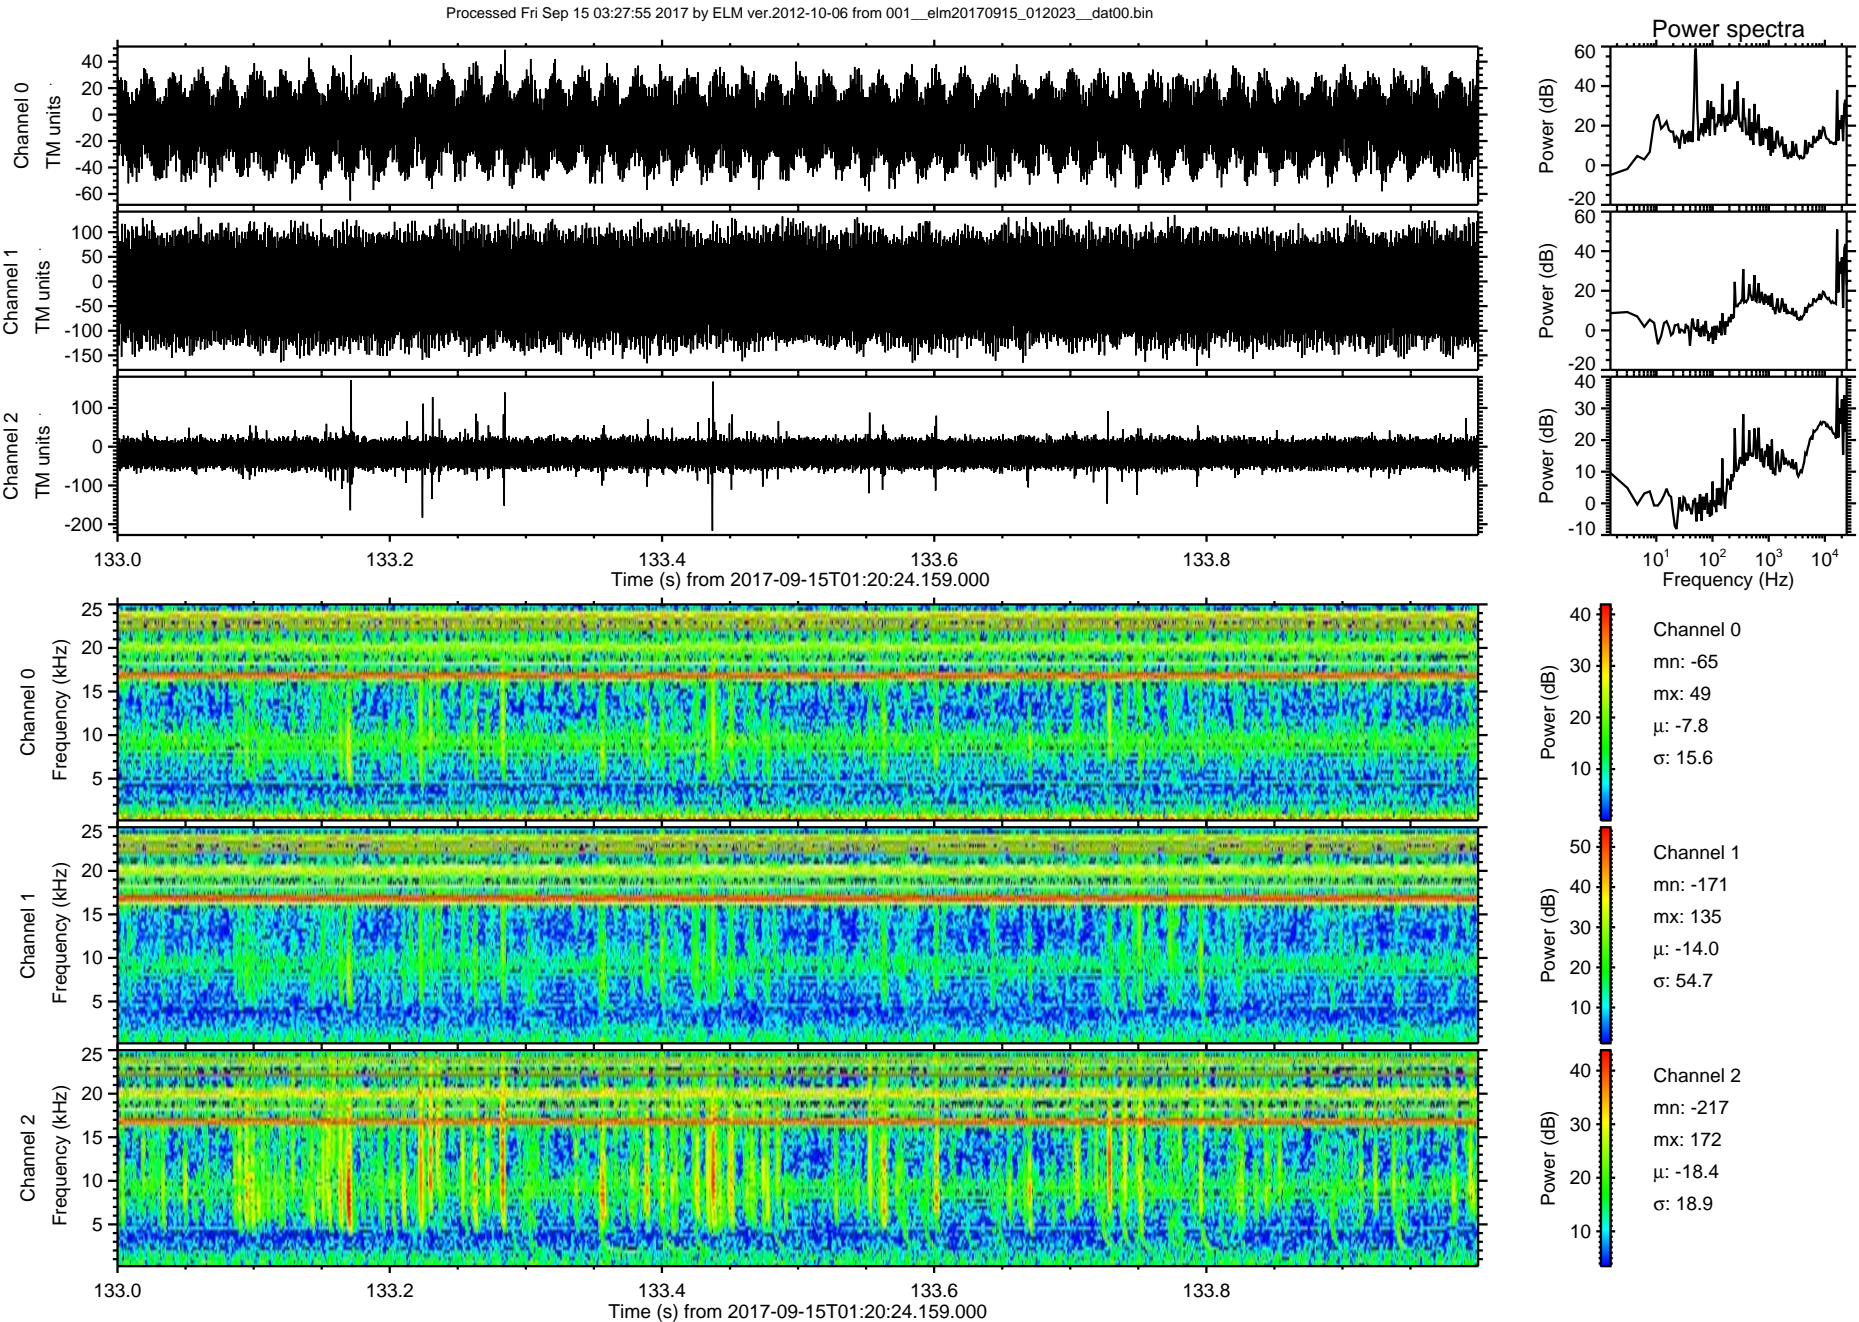 Processed Fri Sep 15 03:27:55 2017 by ELM ver.2012-10-06 from 001__elm20170915_012023__dat00.bin
Power spectra
Channel 0
TM units
40
20
0
-20
-40
-60
Power (dB)
60
40
20
0
-20
Channel 1
TM units
100
50
0
-50
-100
-150
Power (dB)
60
40
20
0
-20
Channel 2
TM units
100
0
-100
-200
Power (dB)
40
30
20
10
0
-10
133.0 133.2 133.4 133.6 133.8
Time (s) from 2017-09-15T01:20:24.159.000
10^1 10^2 10^3 10^4
Frequency (Hz)
Channel 0
Frequency (kHz)
25
20
15
10
5
Power (dB)
40
30
20
10
Channel 0
mn: -65
mx: 49
μ: -7.8
σ: 15.6
Channel 1
Frequency (kHz)
25
20
15
10
5
Power (dB)
50
40
30
20
10
Channel 1
mn: -171
mx: 135
μ: -14.0
σ: 54.7
Channel 2
Frequency (kHz)
25
20
15
10
5
Power (dB)
40
30
20
10
Channel 2
mn: -217
mx: 172
μ: -18.4
σ: 18.9
133.0 133.2 133.4 133.6 133.8
Time (s) from 2017-09-15T01:20:24.159.000